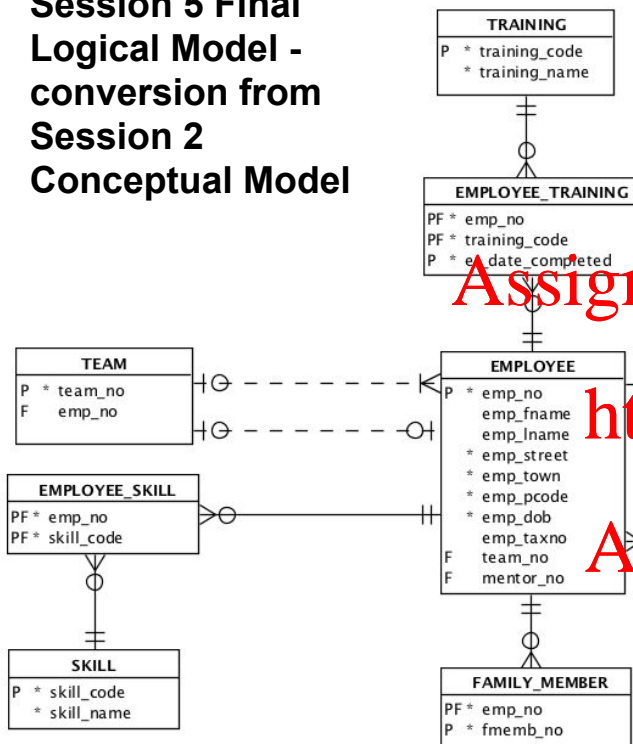 Session 5 Final
Logical Model -
conversion from
Session 2
Conceptual Model
TRAINING
P * training_code
* training_name
EMPLOYEE_TRAINING
PF * emp_no
PF * training_code
P * date_completed
Assign
TEAM
P * team_no
F emp_no
EMPLOYEE
P * emp_no
emp_fname
emp_lname
* emp_street
* emp_town
* emp_pcode
* emp_dob
emp_taxno
F team_no
F mentor_no
ht
A
EMPLOYEE_SKILL
PF * emp_no
PF * skill_code
SKILL
P * skill_code
* skill_name
FAMILY_MEMBER
PF * emp_no
P * fmemb_no